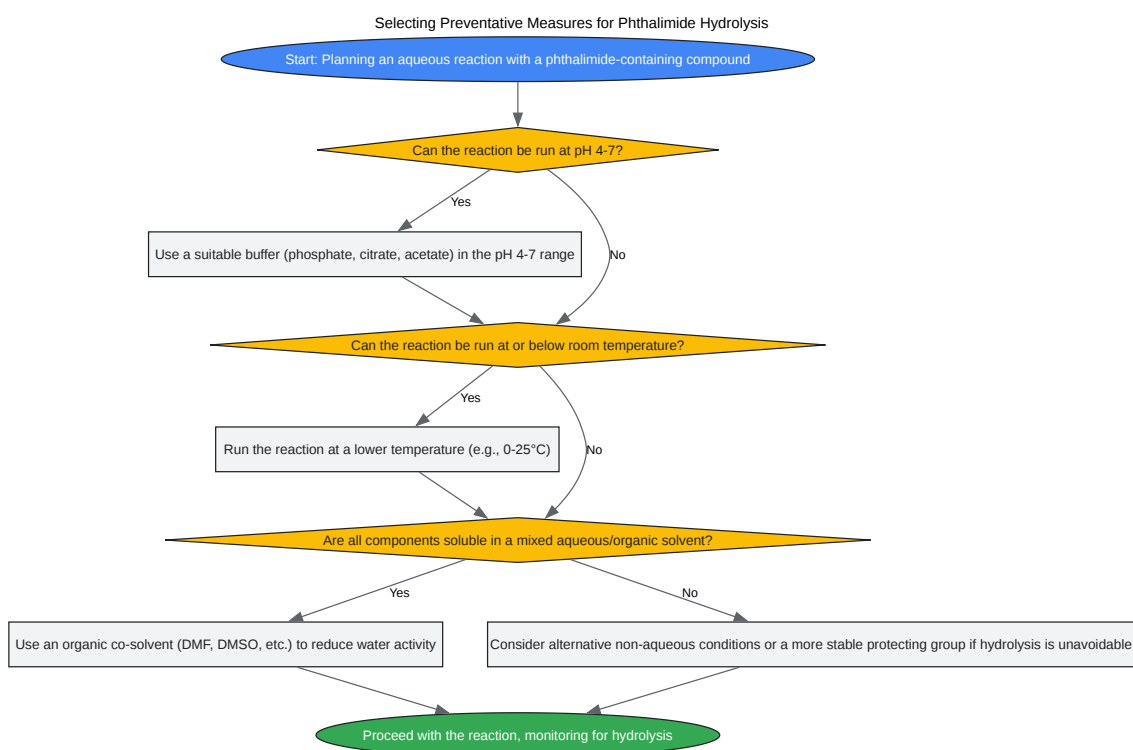 Selecting Preventative Measures for Phthalimide Hydrolysis
Start: Planning an aqueous reaction with a phthalimide-containing compound
Can the reaction be run at pH 4-7?
Yes
Use a suitable buffer (phosphate, citrate, acetate) in the pH 4-7 range
No
Can the reaction be run at or below room temperature?
Yes
Run the reaction at a lower temperature (e.g., 0-25°C)
No
Are all components soluble in a mixed aqueous/organic solvent?
Yes
No
Use an organic co-solvent (DMF, DMSO, etc.) to reduce water activity
Consider alternative non-aqueous conditions or a more stable protecting group if hydrolysis is unavoidable
Proceed with the reaction, monitoring for hydrolysis